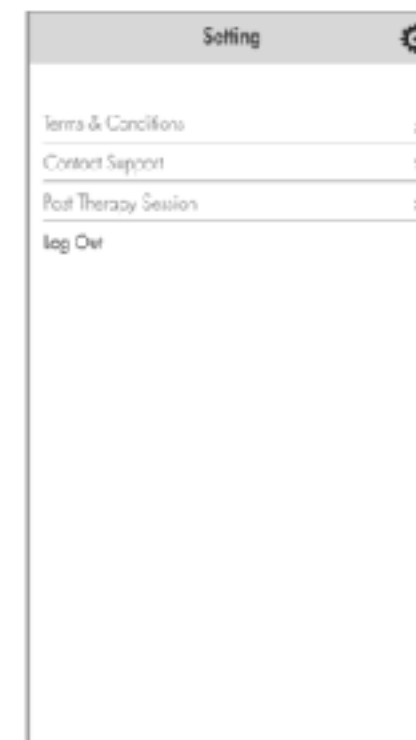 Setting
Terms & Conditions
Contact Support
Past Therapy Session
Log Out